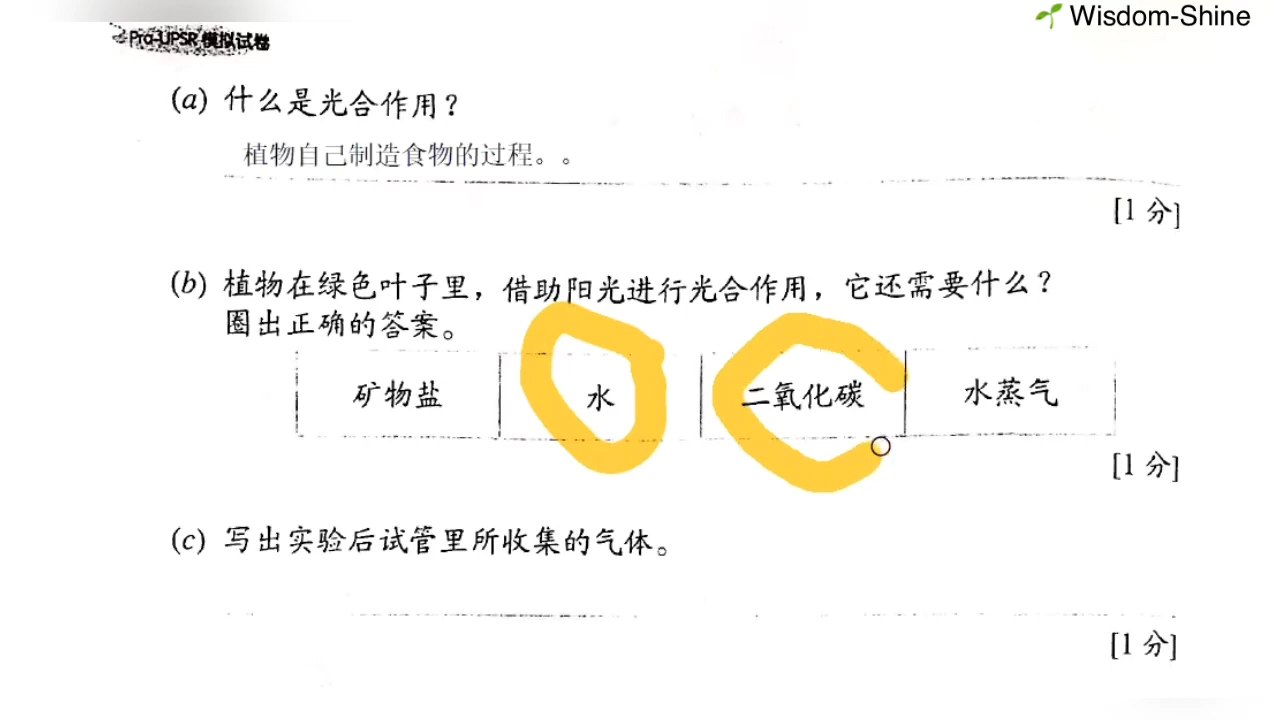 Wisdom-Shine
Pra-UPSR 模拟试卷
(a) 什么是光合作用？
植物自己制造食物的过程。。
[1 分]
(b) 植物在绿色叶子里，借助阳光进行光合作用，它还需要什么？
圈出正确的答案。
矿物盐 水 二氧化碳 水蒸气
[1 分]
(c) 写出实验后试管里所收集的气体。
[1 分]